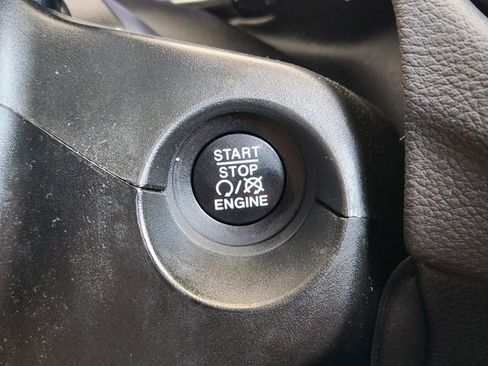 START
STOP
/
ENGINE